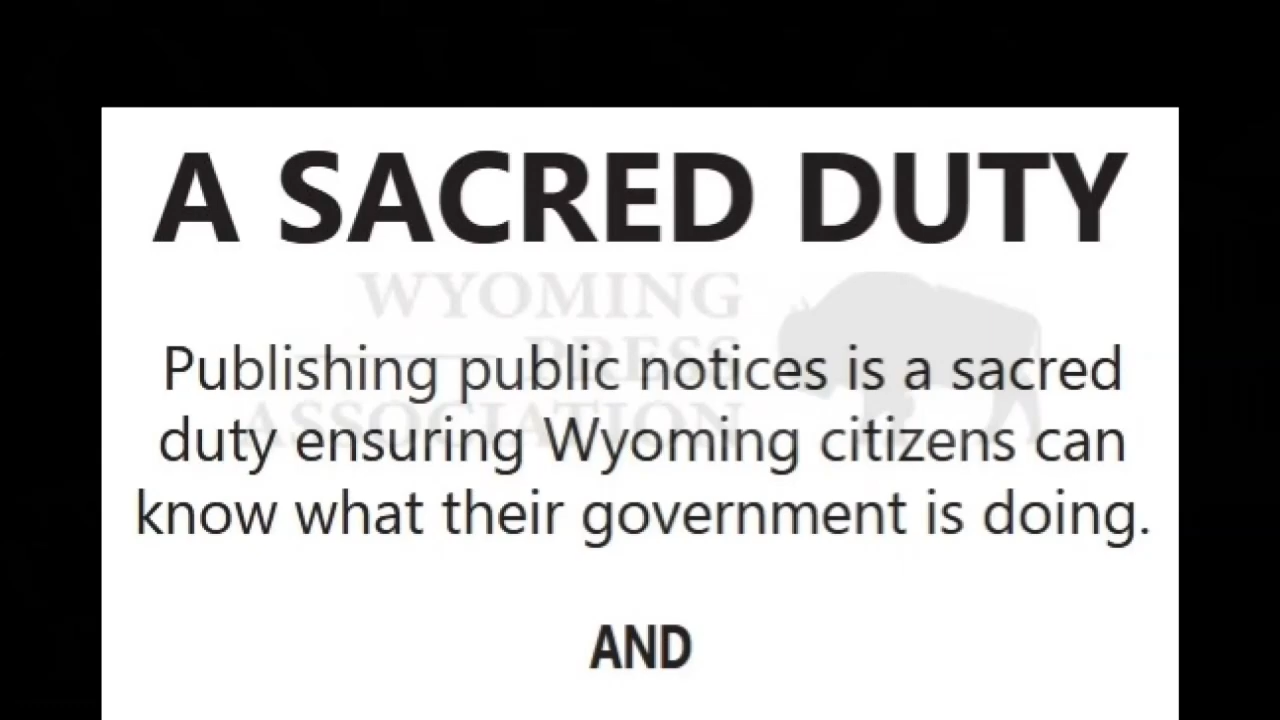 A SACRED DUTY
WYOMING
PRESS
ASSOCIATION
Publishing public notices is a sacred
duty ensuring Wyoming citizens can
know what their government is doing.
AND